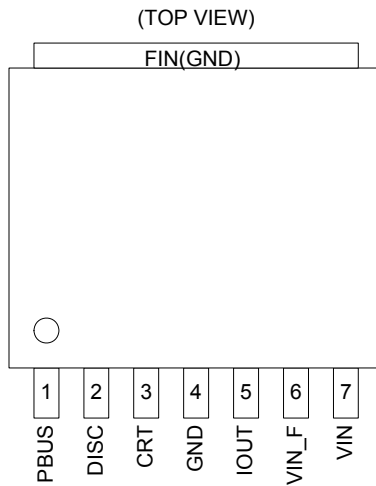 (TOP VIEW)
FIN(GND)
1 2 3 4 5 6 7
PBUS DISC CRT GND IOUT VIN_F VIN